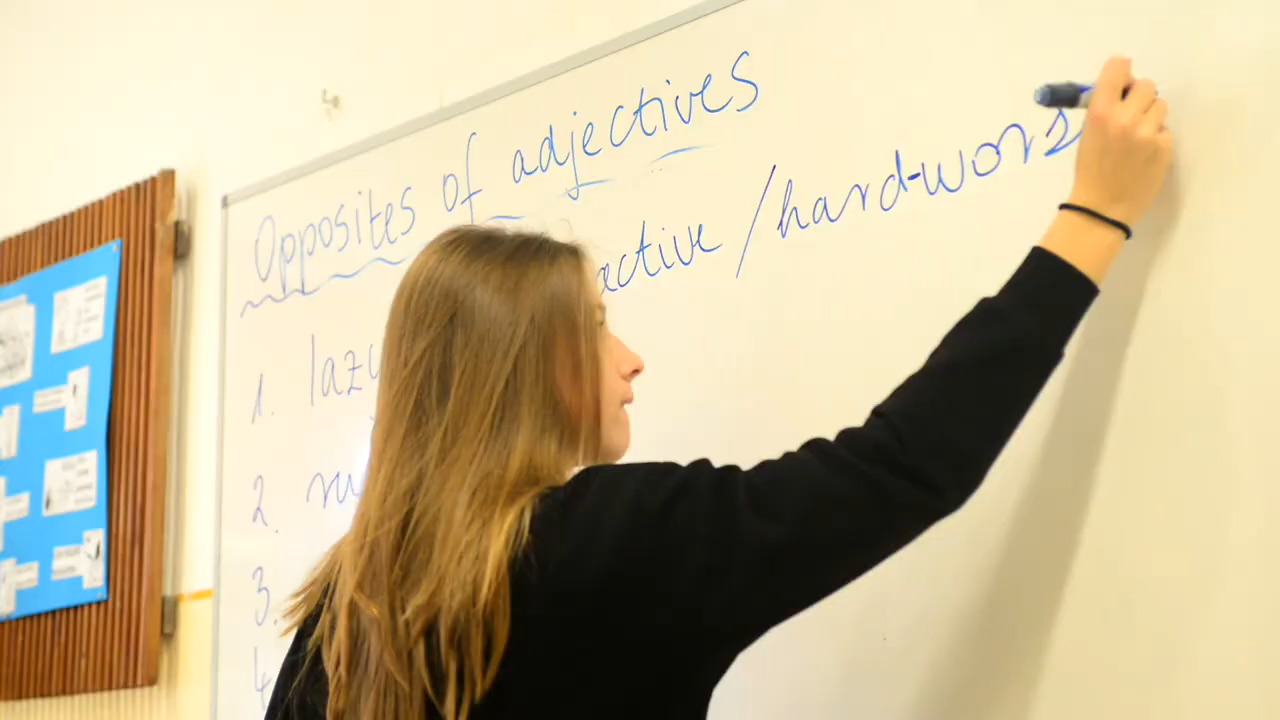 Opposites of adjectives
1. lazy active / hard-wor
2.
3.
4.